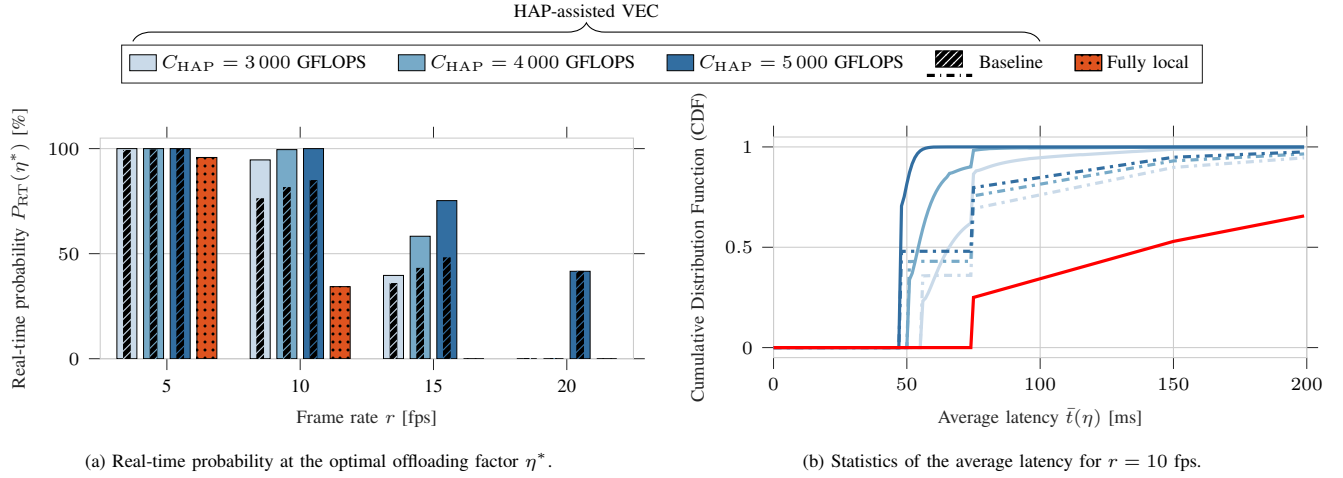 HAP-assisted VEC
C_HAP = 3 000 GFLOPS C_HAP = 4 000 GFLOPS C_HAP = 5 000 GFLOPS Baseline Fully local
Real-time probability P_RT(η*) [%]
100
50
0
5 10 15 20
Frame rate r [fps]
(a) Real-time probability at the optimal offloading factor η*.
Cumulative Distribution Function (CDF)
1
0.5
0
0 50 100 150 200
Average latency t̄(η) [ms]
(b) Statistics of the average latency for r = 10 fps.